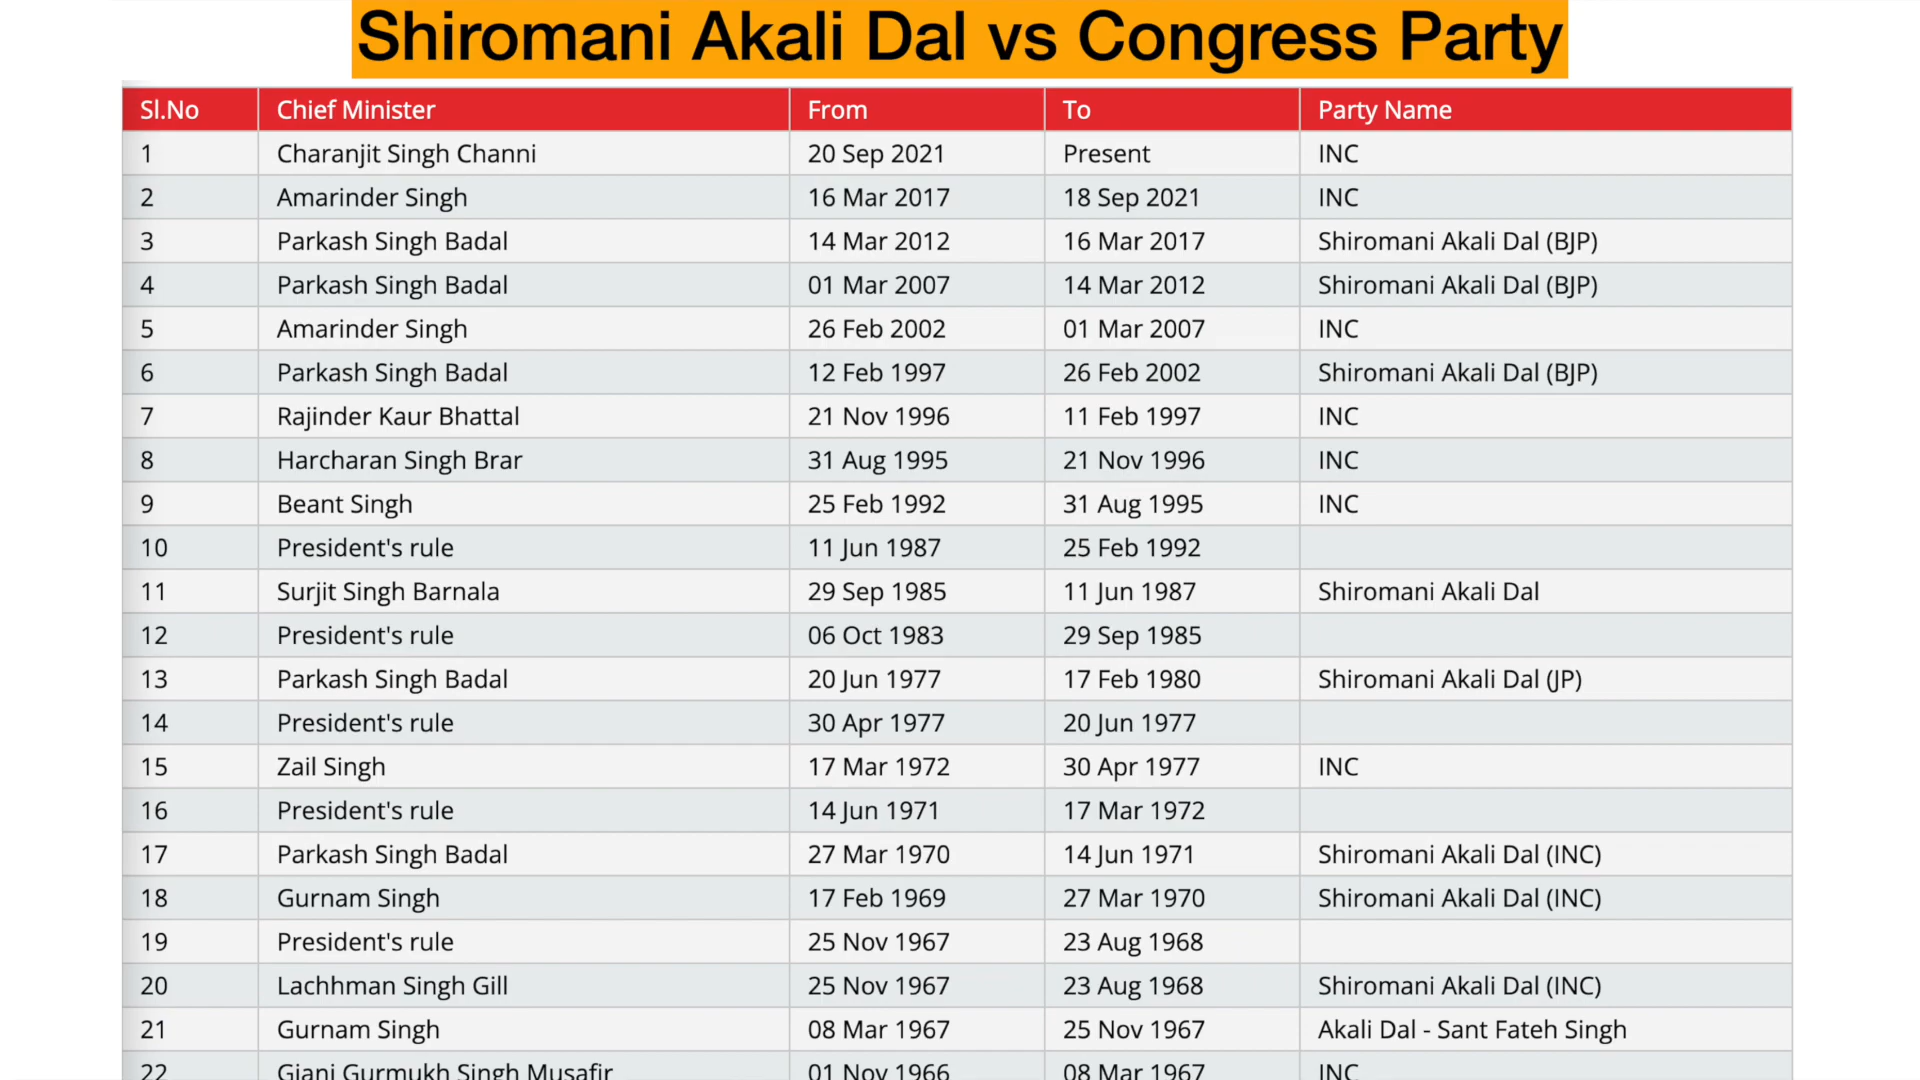 Shiromani Akali Dal vs Congress Party
Sl.No Chief Minister From To Party Name
1 Charanjit Singh Channi 20 Sep 2021 Present INC
2 Amarinder Singh 16 Mar 2017 18 Sep 2021 INC
3 Parkash Singh Badal 14 Mar 2012 16 Mar 2017 Shiromani Akali Dal (BJP)
4 Parkash Singh Badal 01 Mar 2007 14 Mar 2012 Shiromani Akali Dal (BJP)
5 Amarinder Singh 26 Feb 2002 01 Mar 2007 INC
6 Parkash Singh Badal 12 Feb 1997 26 Feb 2002 Shiromani Akali Dal (BJP)
7 Rajinder Kaur Bhattal 21 Nov 1996 11 Feb 1997 INC
8 Harcharan Singh Brar 31 Aug 1995 21 Nov 1996 INC
9 Beant Singh 25 Feb 1992 31 Aug 1995 INC
10 President's rule 11 Jun 1987 25 Feb 1992
11 Surjit Singh Barnala 29 Sep 1985 11 Jun 1987 Shiromani Akali Dal
12 President's rule 06 Oct 1983 29 Sep 1985
13 Parkash Singh Badal 20 Jun 1977 17 Feb 1980 Shiromani Akali Dal (JP)
14 President's rule 30 Apr 1977 20 Jun 1977
15 Zail Singh 17 Mar 1972 30 Apr 1977 INC
16 President's rule 14 Jun 1971 17 Mar 1972
17 Parkash Singh Badal 27 Mar 1970 14 Jun 1971 Shiromani Akali Dal (INC)
18 Gurnam Singh 17 Feb 1969 27 Mar 1970 Shiromani Akali Dal (INC)
19 President's rule 25 Nov 1967 23 Aug 1968
20 Lachhman Singh Gill 25 Nov 1967 23 Aug 1968 Shiromani Akali Dal (INC)
21 Gurnam Singh 08 Mar 1967 25 Nov 1967 Akali Dal - Sant Fateh Singh
22 Giani Gurmukh Singh Musafir 01 Nov 1966 08 Mar 1967 INC